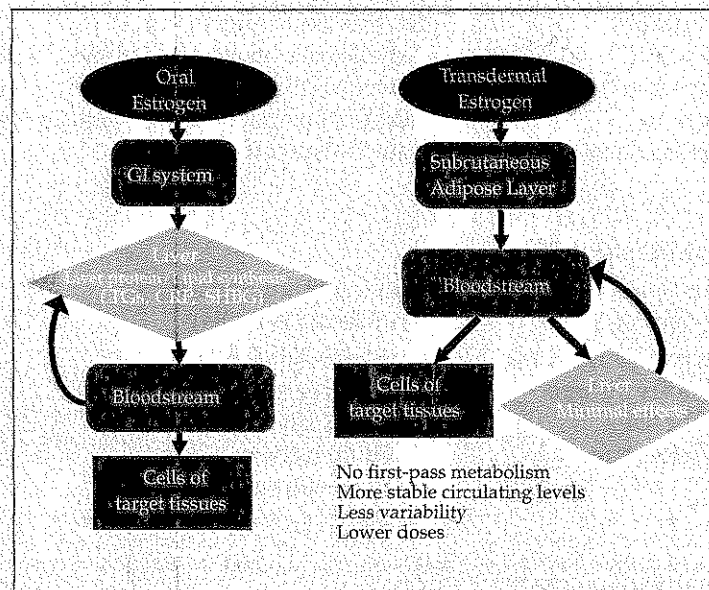 Oral
Estrogen
GI system
Liver
(TGs, CRP, SHBG)
Bloodstream
Cells of
target tissues
Transdermal
Estrogen
Subcutaneous
Adipose Layer
Bloodstream
Cells of
target tissues
Liver
Minimal effects
No first-pass metabolism
More stable circulating levels
Less variability
Lower doses